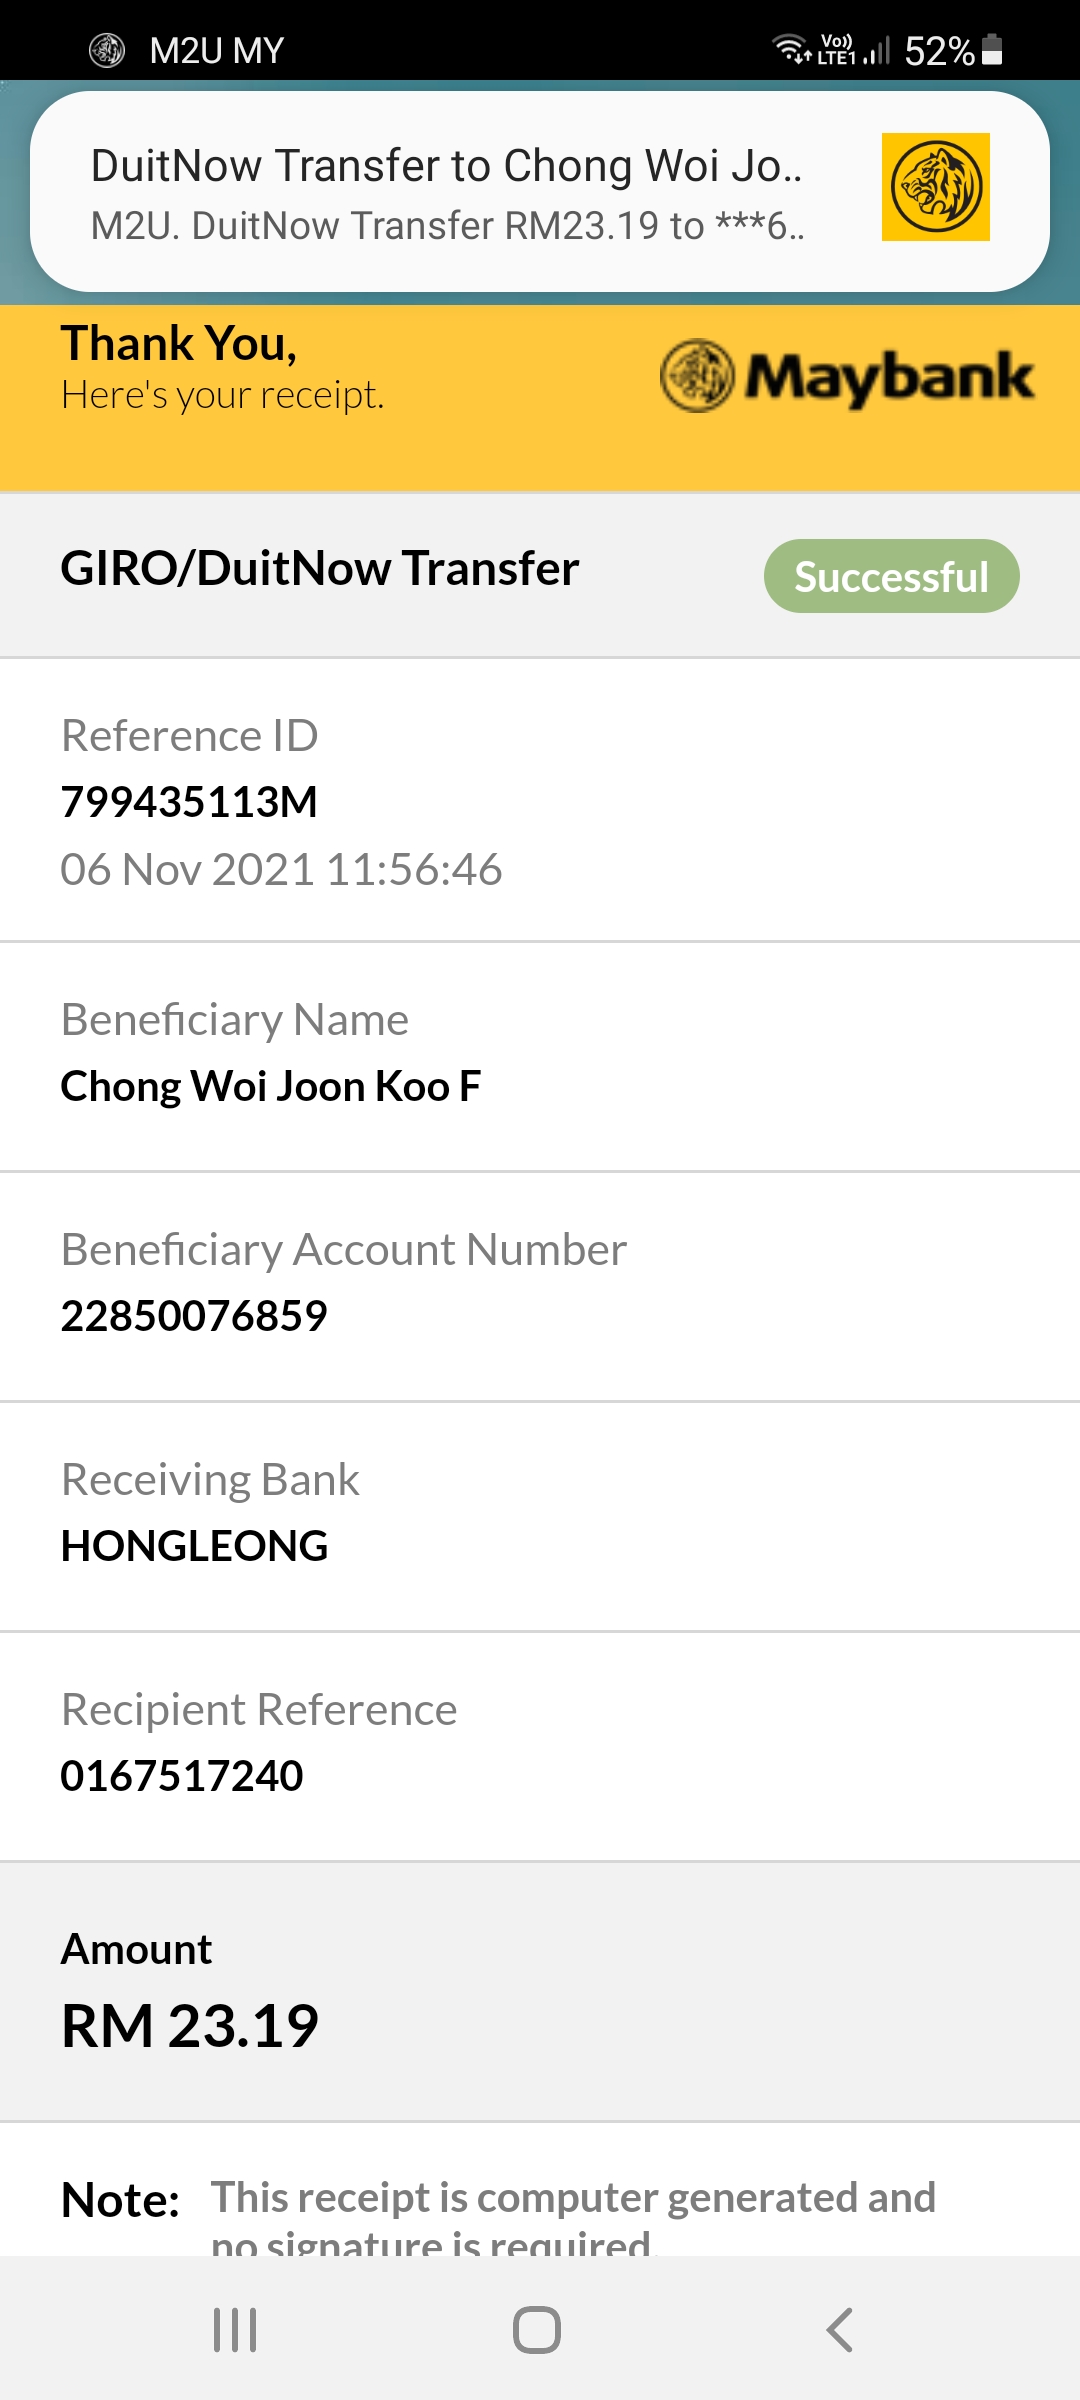 M2U MY
Vo)) LTE1 52%
DuitNow Transfer to Chong Woi Jo..
M2U. DuitNow Transfer RM23.19 to ***6..
Thank You,
Here's your receipt.
Maybank
GIRO/DuitNow Transfer
Successful
Reference ID
799435113M
06 Nov 2021 11:56:46
Beneficiary Name
Chong Woi Joon Koo F
Beneficiary Account Number
22850076859
Receiving Bank
HONGLEONG
Recipient Reference
0167517240
Amount
RM 23.19
Note: This receipt is computer generated and
no signature is required.